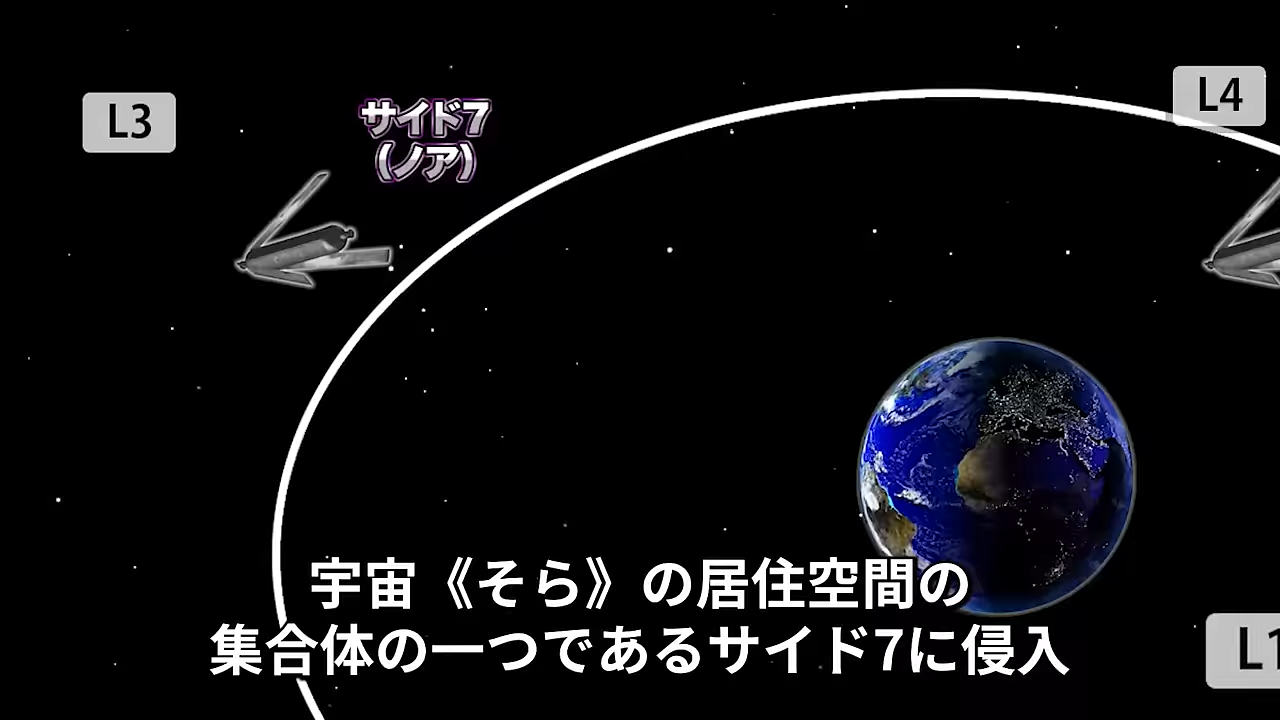 L3
サイド7
(ノア)
L4
宇宙《そら》の居住空間の
集合体の一つであるサイド7に侵入
L1